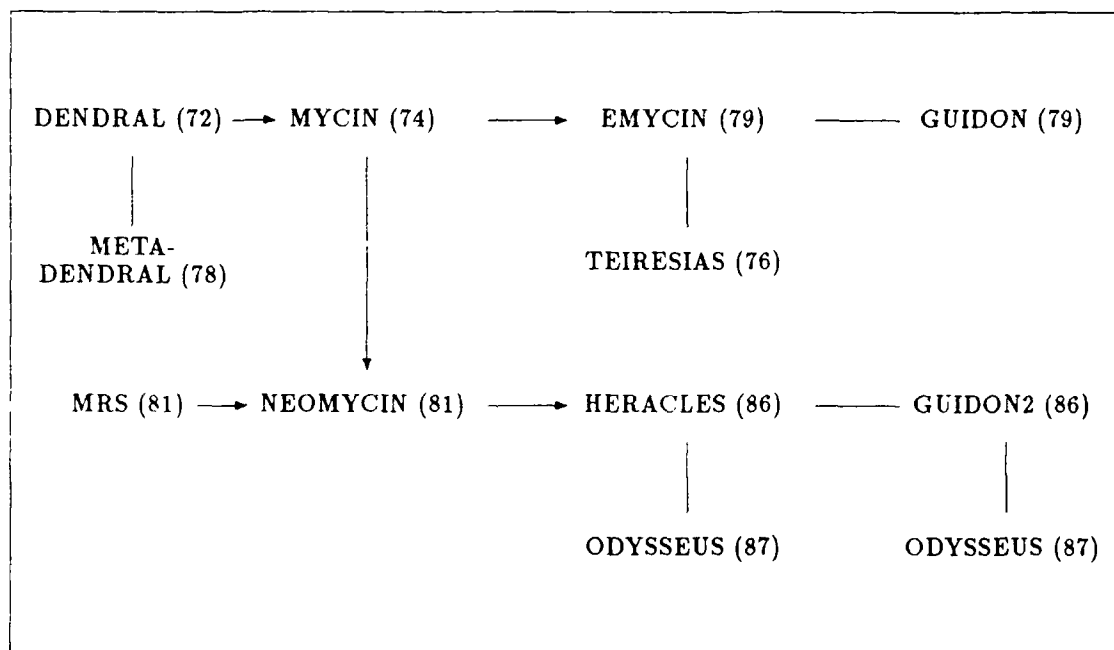 DENDRAL (72) MYCIN (74) EMYCIN (79) GUIDON (79)
META-
DENDRAL (78)
TEIRESIAS (76)
MRS (81) NEOMYCIN (81) HERACLES (86) GUIDON2 (86)
ODYSSEUS (87) ODYSSEUS (87)